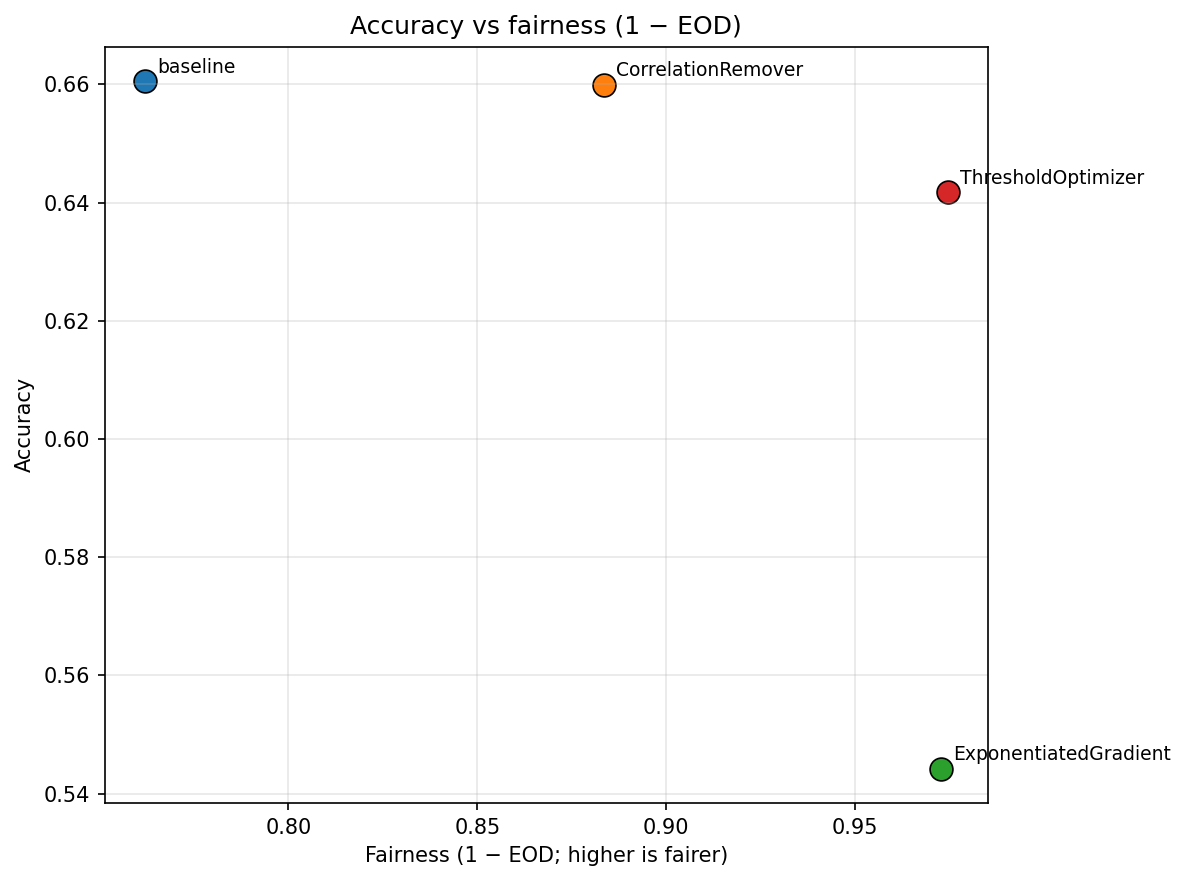 Accuracy vs fairness (1 − EOD)
baseline
CorrelationRemover
ThresholdOptimizer
ExponentiatedGradient
Accuracy
0.66
0.64
0.62
0.60
0.58
0.56
0.54
0.80
0.85
0.90
0.95
Fairness (1 − EOD; higher is fairer)